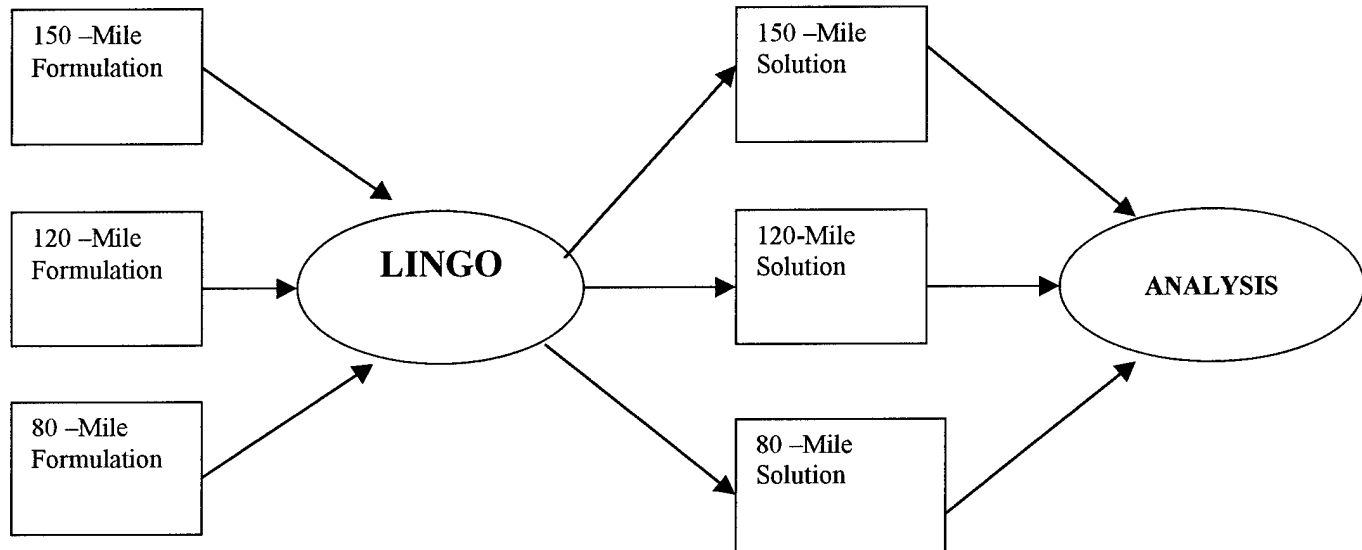 150 –Mile
Formulation
150 –Mile
Solution
120 –Mile
Formulation
LINGO
120-Mile
Solution
ANALYSIS
80 –Mile
Formulation
80 –Mile
Solution